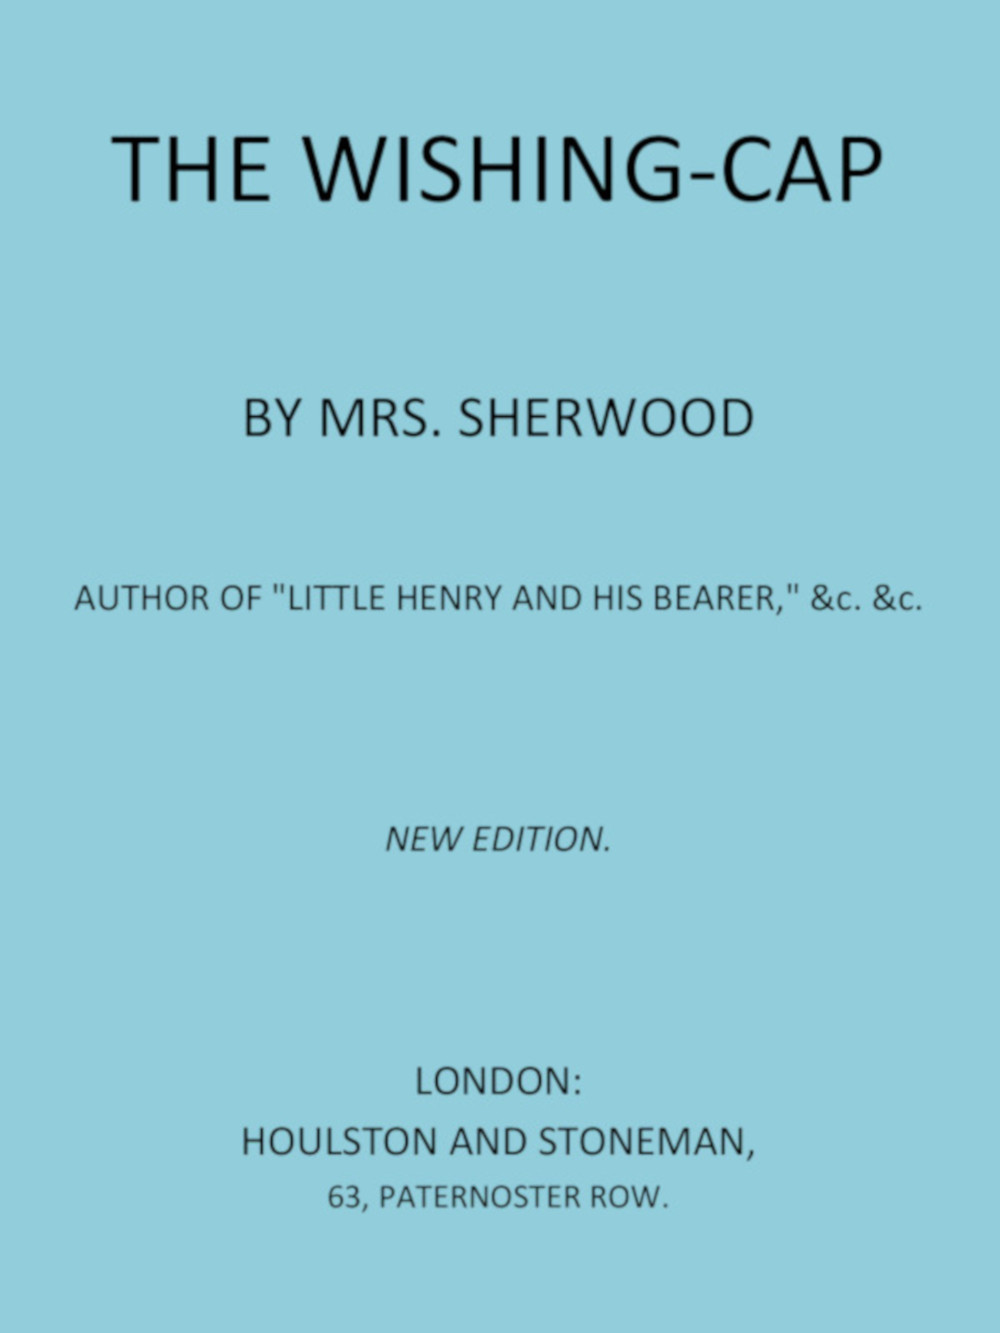 THE WISHING-CAP
BY MRS. SHERWOOD
AUTHOR OF "LITTLE HENRY AND HIS BEARER," &c. &c.
NEW EDITION.
LONDON:
HOULSTON AND STONEMAN,
63, PATERNOSTER ROW.